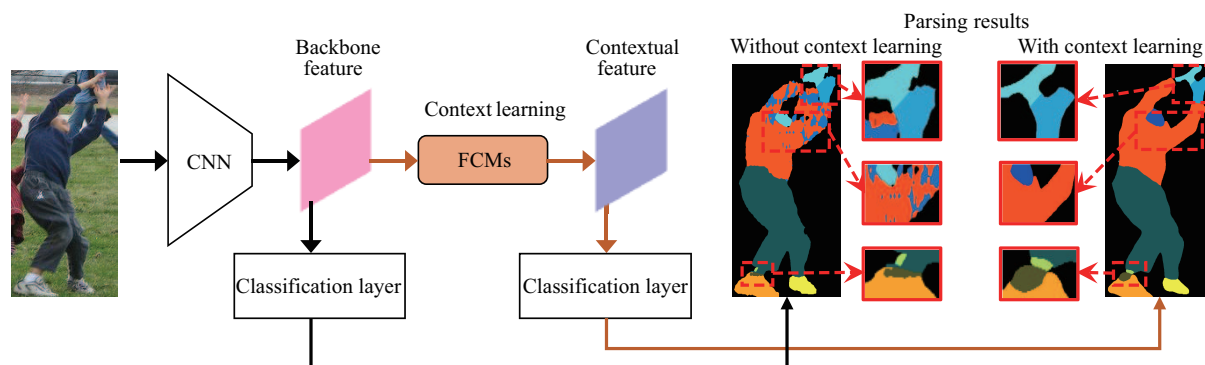 Parsing results
Without context learning
With context learning
Backbone
feature
Contextual
feature
Context learning
CNN
FCMs
Classification layer
Classification layer